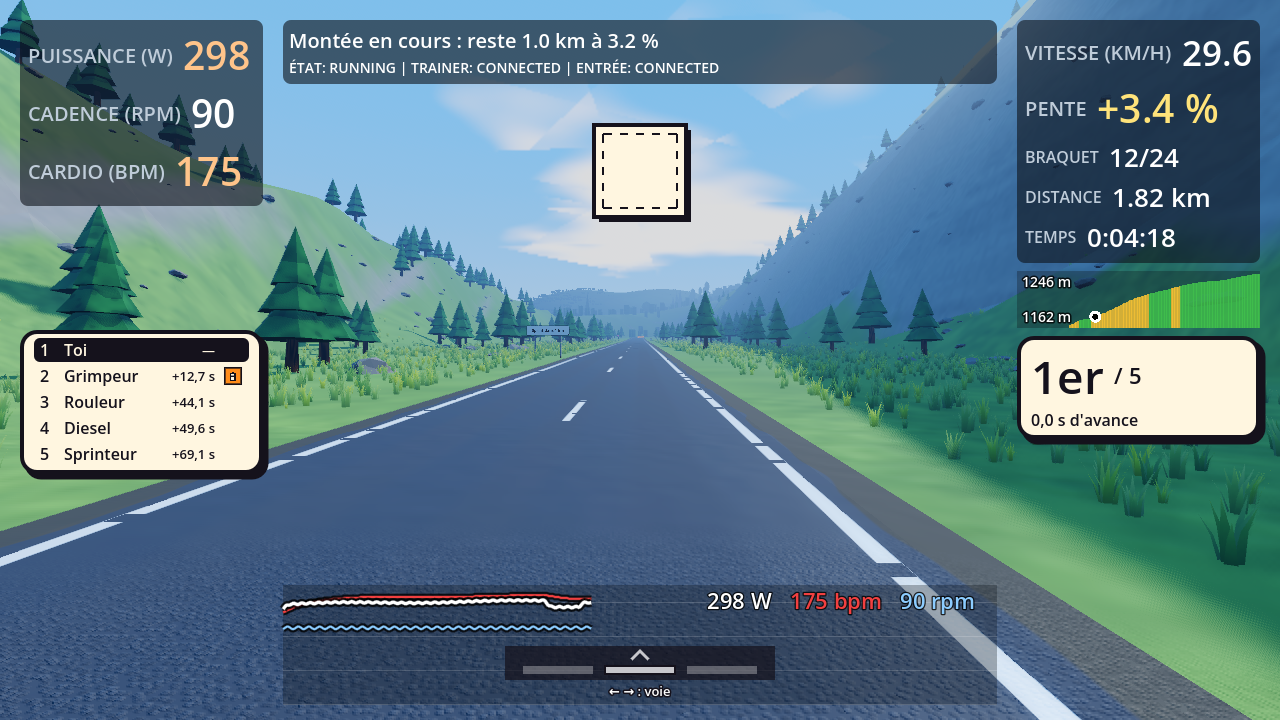 PUISSANCE (W) 298
CADENCE (RPM) 90
CARDIO (BPM) 175
Montée en cours : reste 1.0 km à 3.2 %
ÉTAT: RUNNING | TRAINER: CONNECTED | ENTRÉE: CONNECTED
VITESSE (KM/H) 29.6
PENTE +3.4 %
BRAQUET 12/24
DISTANCE 1.82 km
TEMPS 0:04:18
1246 m
1162 m
1 Toi —
2 Grimpeur +12,7 s
3 Rouleur +44,1 s
4 Diesel +49,6 s
5 Sprinteur +69,1 s
1er / 5
0,0 s d'avance
298 W 175 bpm 90 rpm
← → : voie